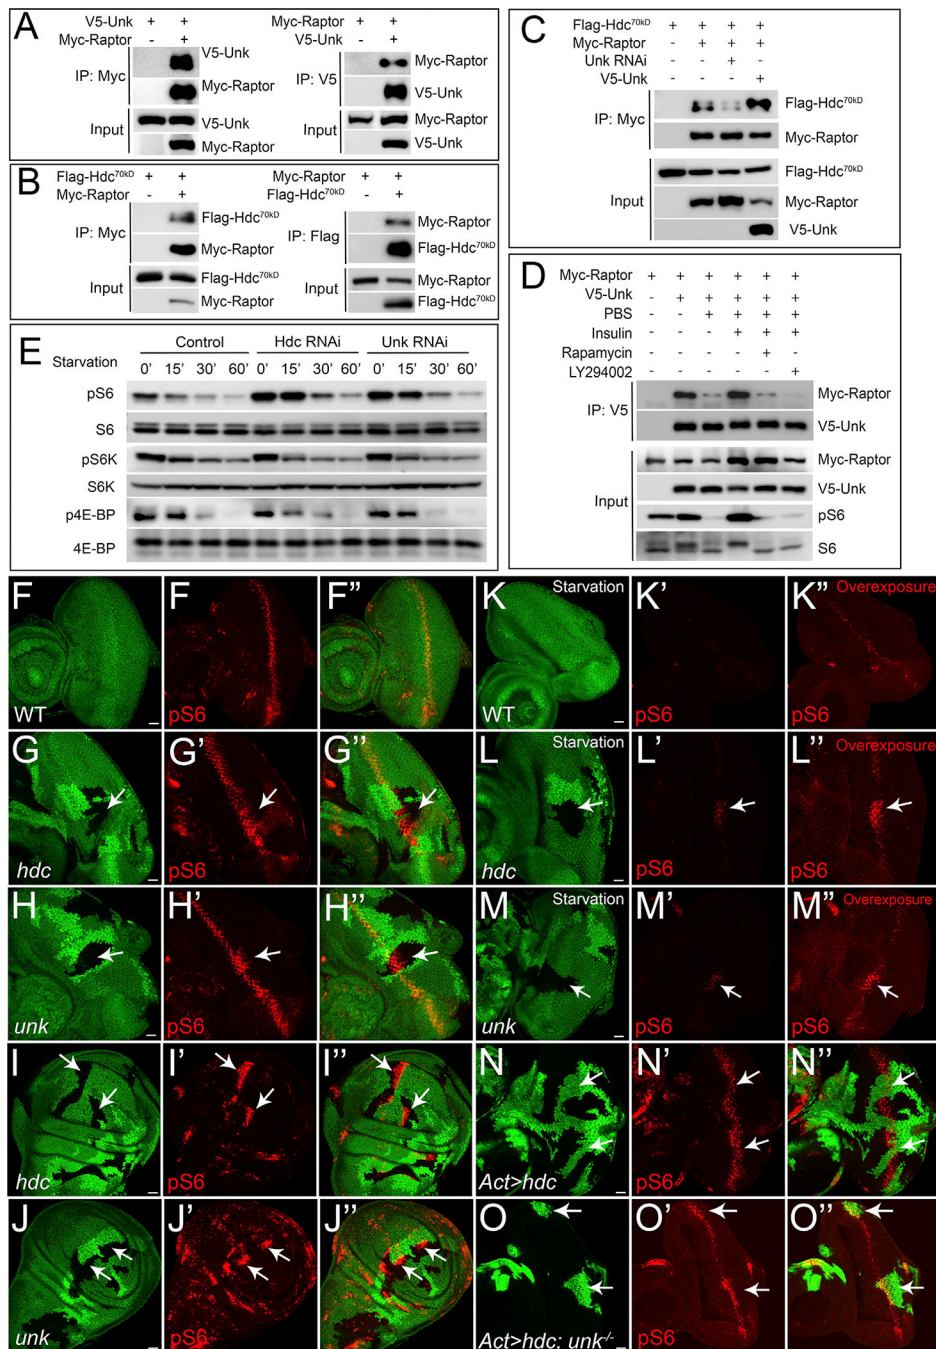 A
V5-Unk + +
Myc-Raptor - +
IP: Myc
V5-Unk
Myc-Raptor
Input
V5-Unk
Myc-Raptor
Myc-Raptor + +
V5-Unk - +
IP: V5
Myc-Raptor
V5-Unk
Input
Myc-Raptor
V5-Unk
B
Flag-Hdc70kD + +
Myc-Raptor - +
IP: Myc
Flag-Hdc70kD
Myc-Raptor
Input
Flag-Hdc70kD
Myc-Raptor
Myc-Raptor + +
Flag-Hdc70kD - +
IP: Flag
Myc-Raptor
Flag-Hdc70kD
Input
Myc-Raptor
Flag-Hdc70kD
C
Flag-Hdc70kD + + + +
Myc-Raptor - + + +
Unk RNAi - - + -
V5-Unk - - - +
IP: Myc
Flag-Hdc70kD
Myc-Raptor
Input
Flag-Hdc70kD
Myc-Raptor
V5-Unk
D
Myc-Raptor + + + + + +
V5-Unk - + + + + +
PBS - - + + + +
Insulin - - - + + +
Rapamycin - - - - + -
LY294002 - - - - - +
IP: V5
Myc-Raptor
V5-Unk
Input
Myc-Raptor
V5-Unk
pS6
S6
E
Control Hdc RNAi Unk RNAi
Starvation 0' 15' 30' 60' 0' 15' 30' 60' 0' 15' 30' 60'
pS6
S6
pS6K
S6K
p4E-BP
4E-BP
F
WT
F
pS6
F"
K
Starvation
WT
K'
pS6
K"
Overexposure
pS6
G
hdc
G'
pS6
G"
L
Starvation
hdc
L'
pS6
L"
Overexposure
pS6
H
unk
H'
pS6
H"
M
Starvation
unk
M'
pS6
M"
Overexposure
pS6
I
hdc
I'
pS6
I"
N
Act>hdc
N'
pS6
N"
J
unk
J'
pS6
J"
O
Act>hdc; unk-/-
O'
pS6
O"